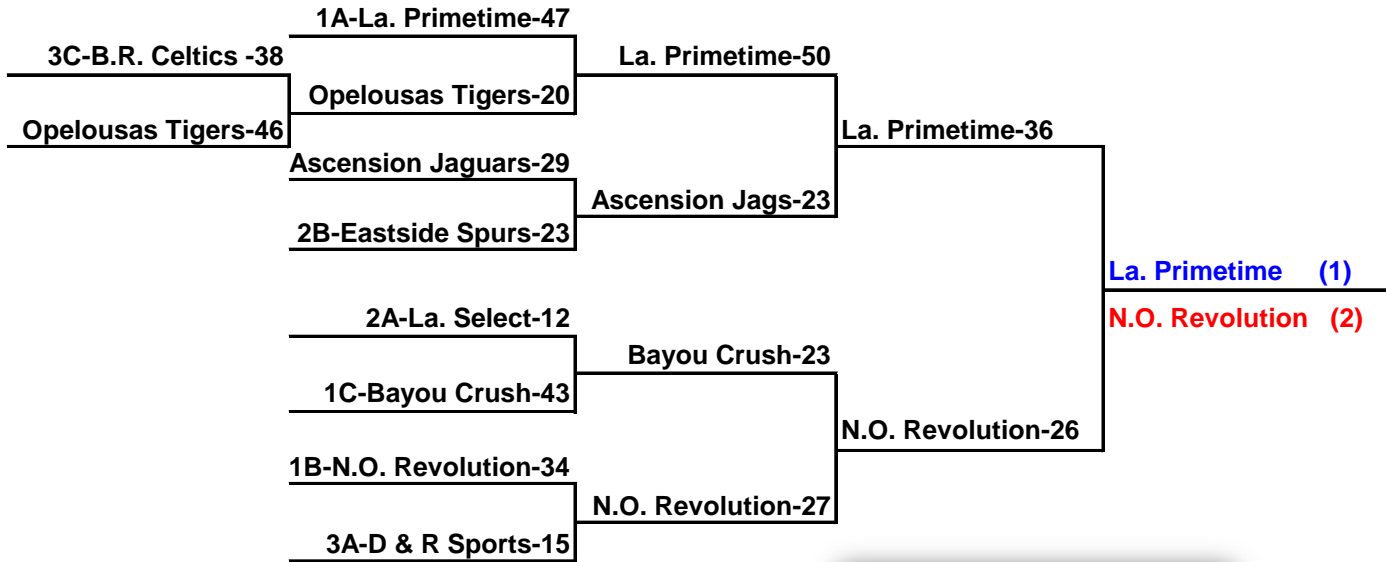 1A-La. Primetime-47
3C-B.R. Celtics -38
La. Primetime-50
Opelousas Tigers-20
Opelousas Tigers-46
La. Primetime-36
Ascension Jaguars-29
Ascension Jags-23
2B-Eastside Spurs-23
La. Primetime (1)
N.O. Revolution (2)
2A-La. Select-12
Bayou Crush-23
1C-Bayou Crush-43
N.O. Revolution-26
1B-N.O. Revolution-34
N.O. Revolution-27
3A-D & R Sports-15